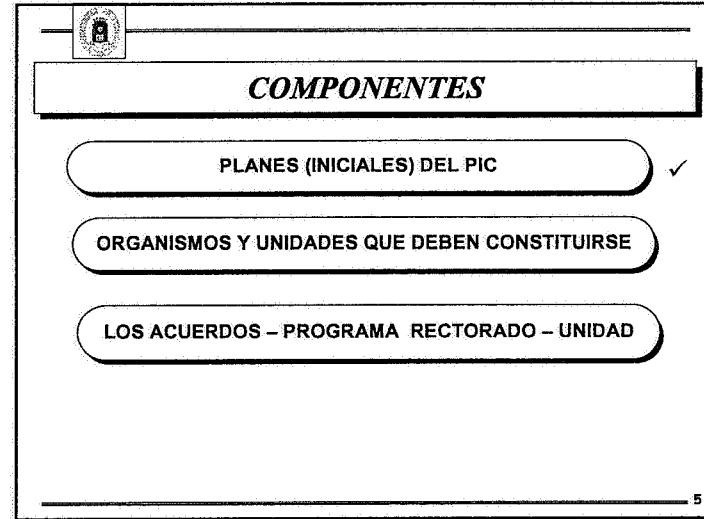 COMPONENTES
PLANES (INICIALES) DEL PIC ✓
ORGANISMOS Y UNIDADES QUE DEBEN CONSTITUIRSE
LOS ACUERDOS – PROGRAMA RECTORADO – UNIDAD
5